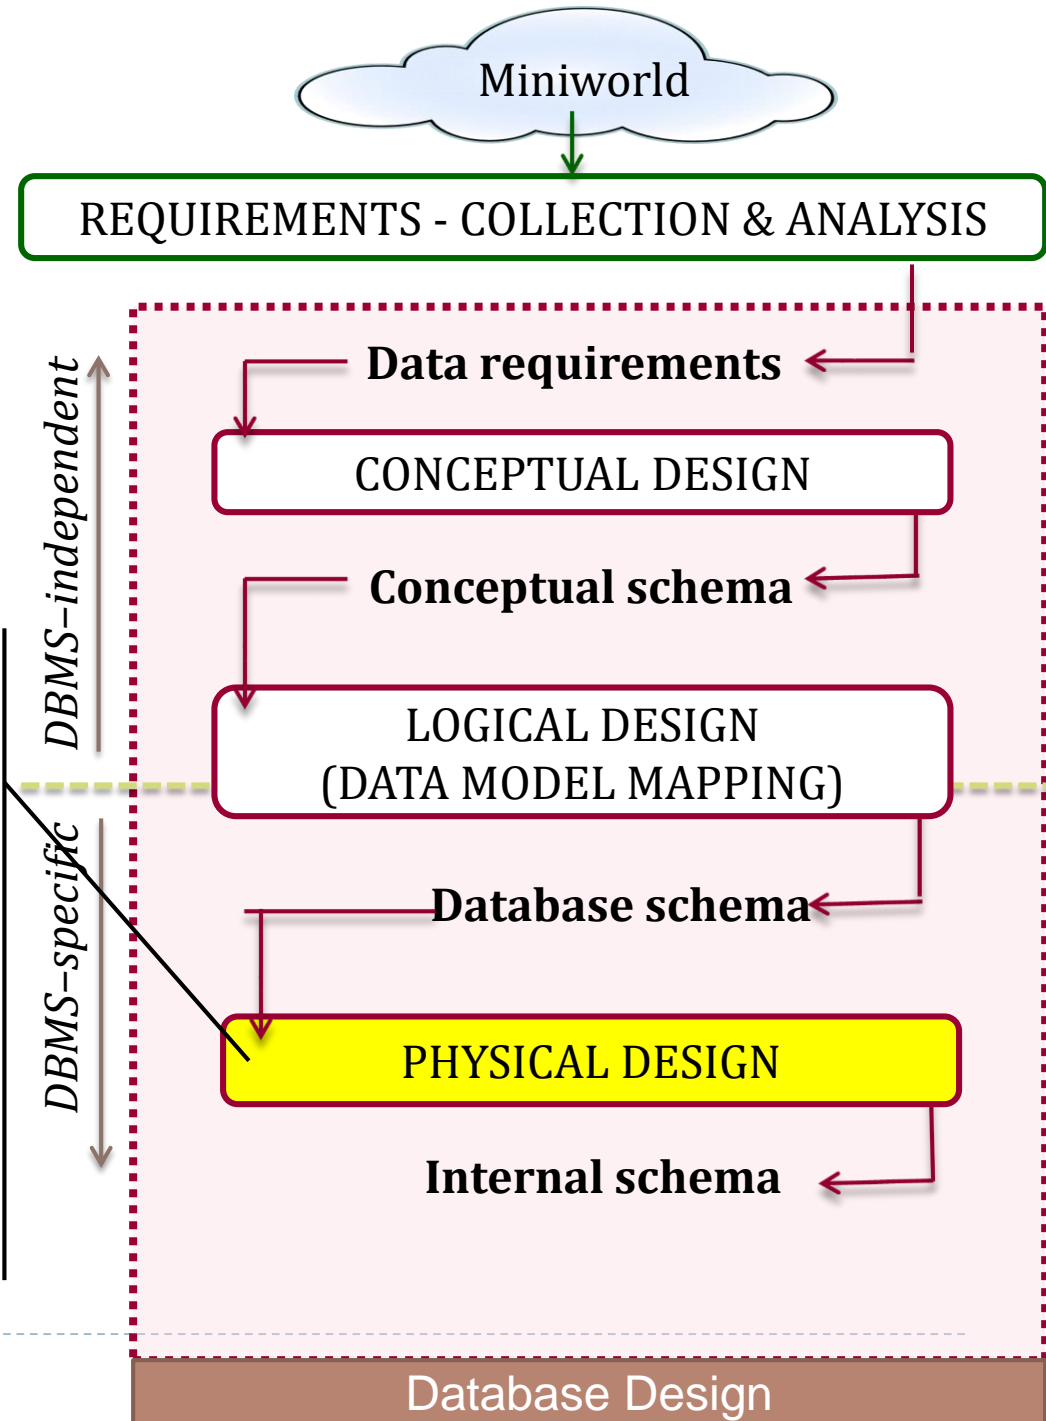 Miniworld
REQUIREMENTS - COLLECTION & ANALYSIS
Data requirements
DBMS–independent
CONCEPTUAL DESIGN
Conceptual schema
LOGICAL DESIGN
(DATA MODEL MAPPING)
DBMS–specific
Database schema
PHYSICAL DESIGN
Internal schema
Database Design